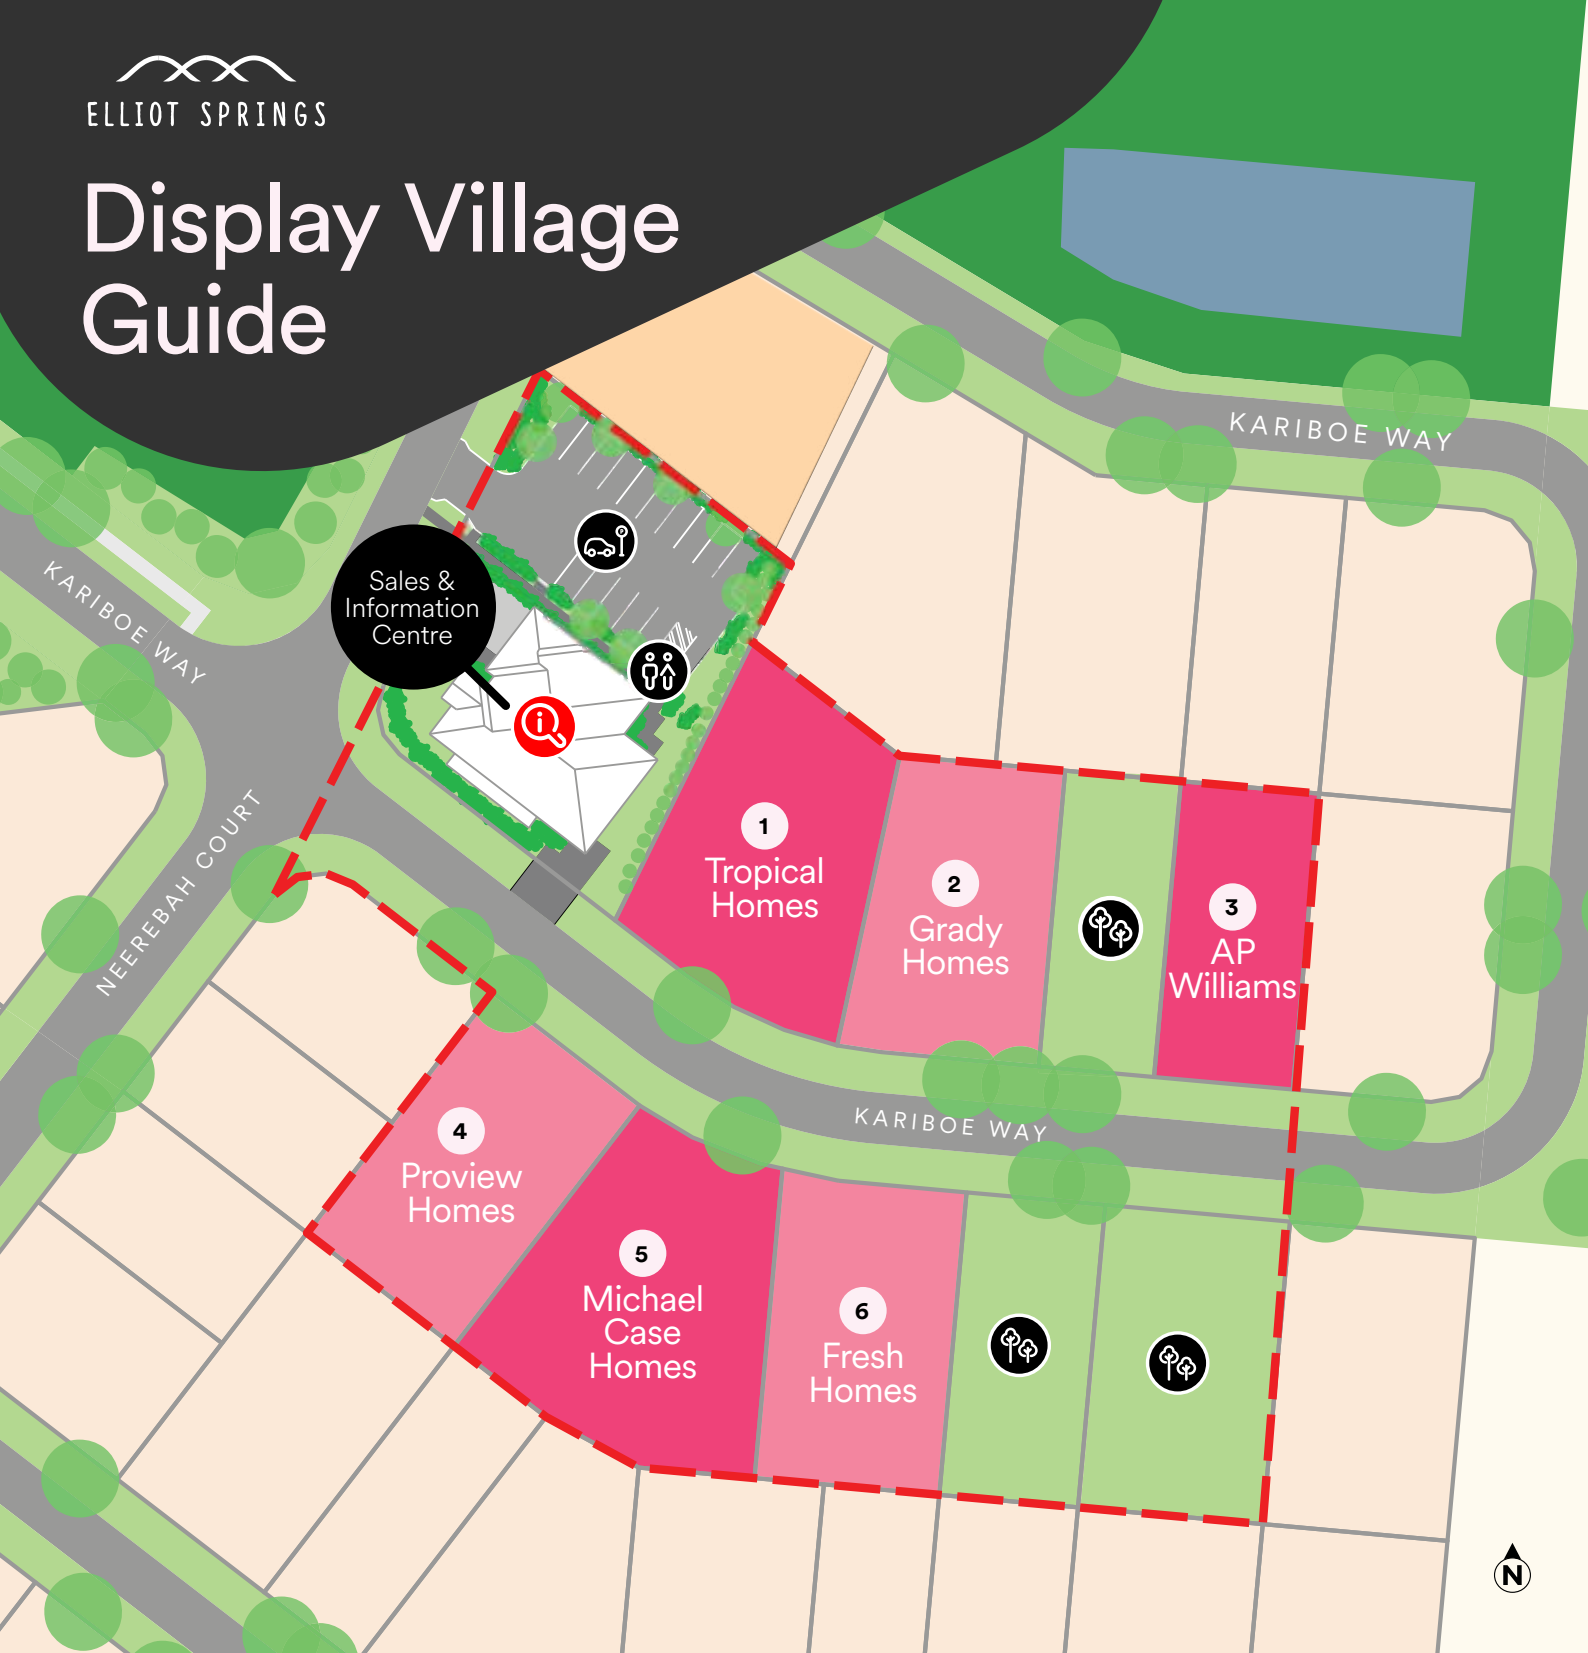 ELLIOT SPRINGS
Display Village
Guide
KARIBOE WAY
Sales &
Information
Centre
KARIBOE WAY
NEEREBAH COURT
1
Tropical
Homes
2
Grady
Homes
3
AP
Williams
KARIBOE WAY
4
Proview
Homes
5
Michael
Case
Homes
6
Fresh
Homes
N